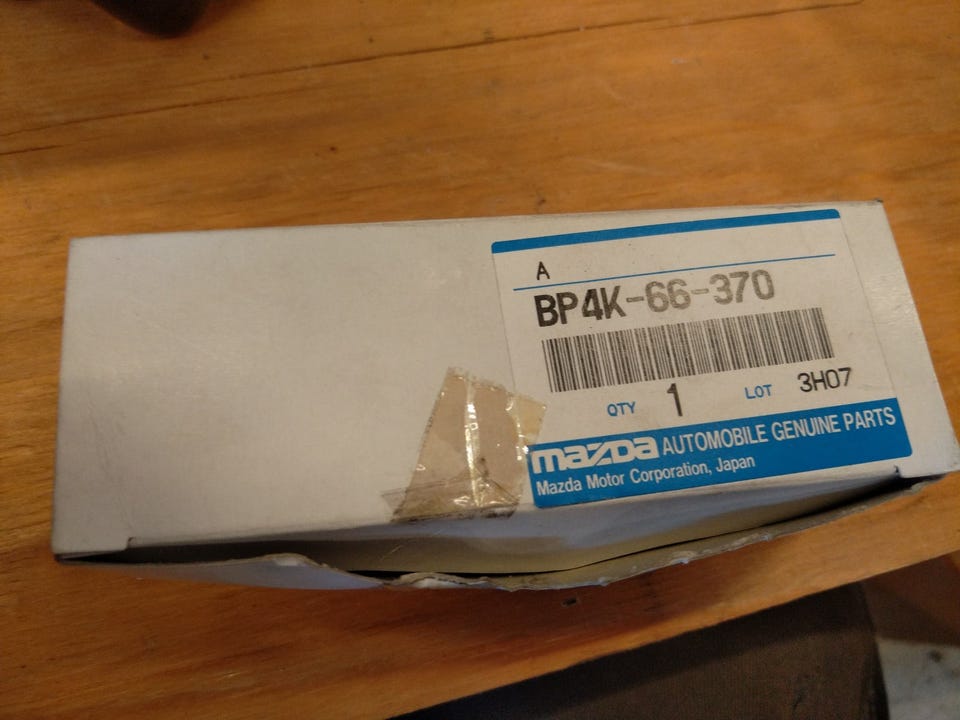 A
BP4K-66-370
QTY 1 LOT 3H07
mazda AUTOMOBILE GENUINE PARTS
Mazda Motor Corporation, Japan